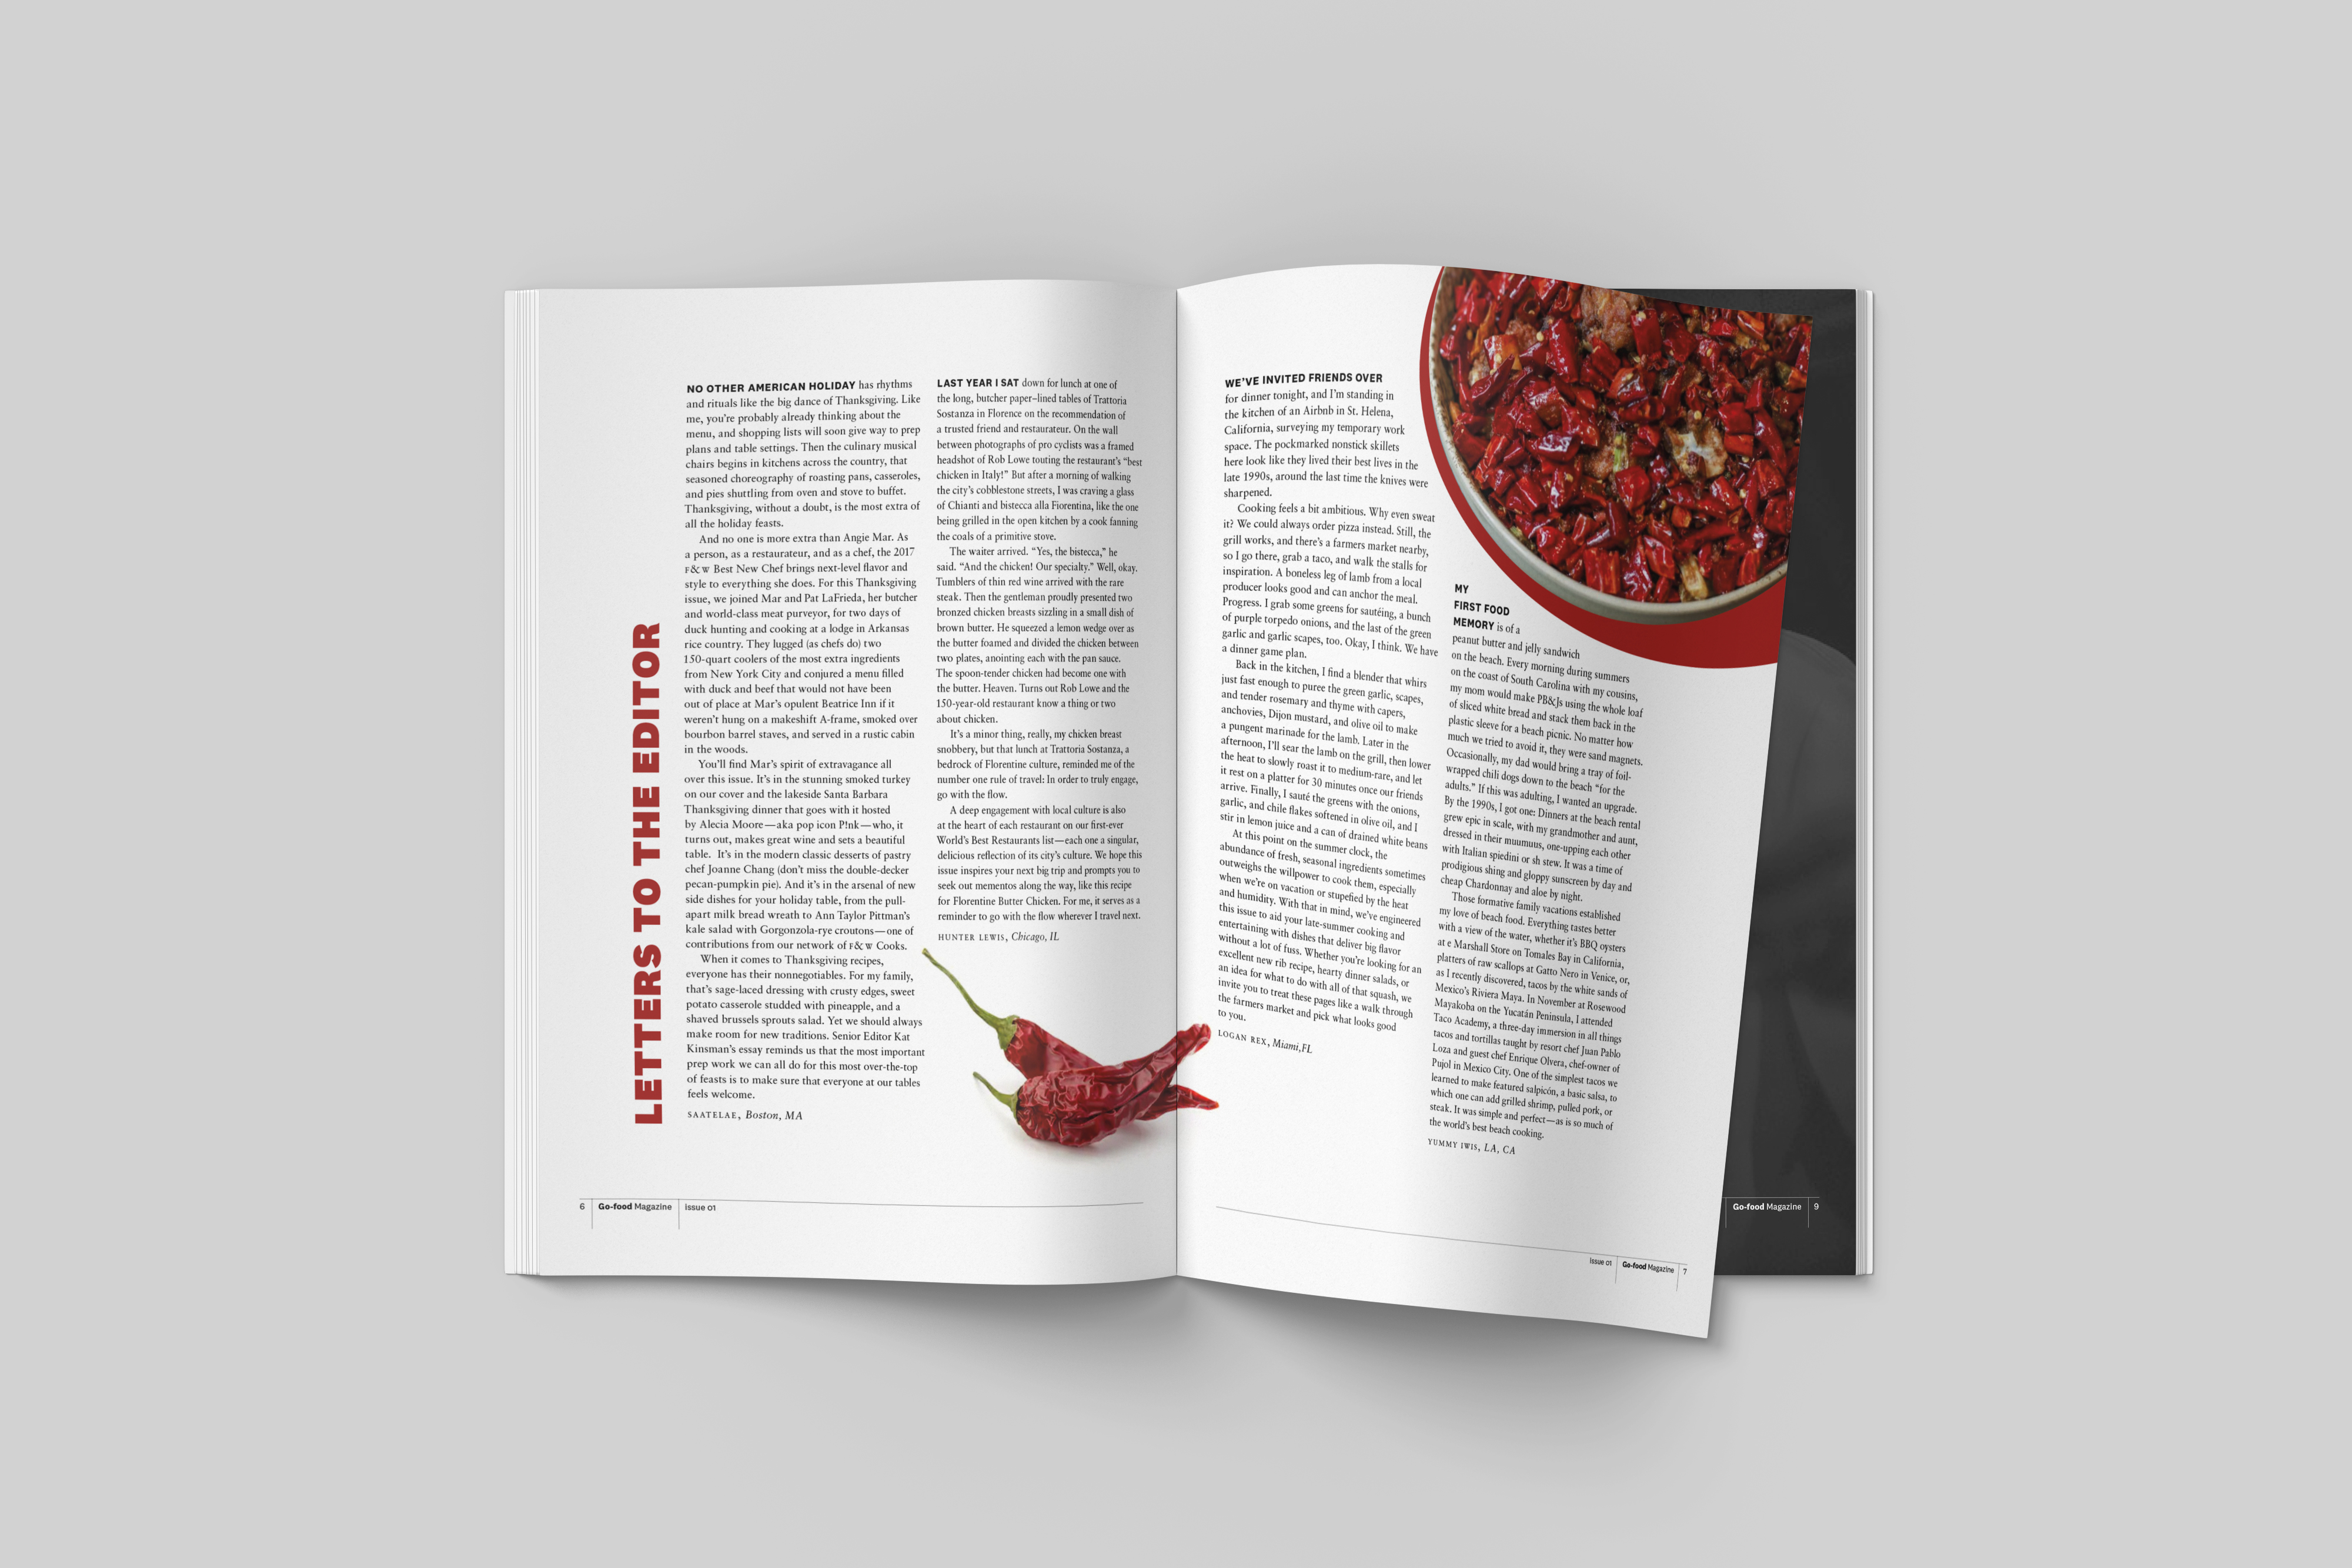 LETTERS TO THE EDITOR
NO OTHER AMERICAN HOLIDAY has rhythms
and rituals like the big dance of Thanksgiving. Like
me, you're probably already thinking about the
menu, and shopping lists will soon give way to prep
plans and table settings. Then the culinary musical
chairs begins in kitchens across the country, that
seasoned choreography of roasting pans, casseroles,
and pies shuttling from oven and stove to buffet.
Thanksgiving, without a doubt, is the most extra of
all the holiday feasts.
And no one is more extra than Angie Mar. As
a person, as a restaurateur, and as a chef, the 2017
F&W Best New Chef brings next-level flavor and
style to everything she does. For this Thanksgiving
issue, we joined Mar and Pat LaFrieda, her butcher
and world-class meat purveyor, for two days of
duck hunting and cooking at a lodge in Arkansas
rice country. They lugged (as chefs do) two
150-quart coolers of the most extra ingredients
from New York City and conjured a menu filled
with duck and beef that would not have been
out of place at Mar's opulent Beatrice Inn if it
weren't hung on a makeshift A-frame, smoked over
bourbon barrel staves, and served in a rustic cabin
in the woods.
You'll find Mar's spirit of extravagance all
over this issue. It's in the stunning smoked turkey
on our cover and the lakeside Santa Barbara
Thanksgiving dinner that goes with it hosted
by Alecia Moore—aka pop icon P!nk—who, it
turns out, makes great wine and sets a beautiful
table. It's in the modern classic desserts of pastry
chef Joanne Chang (don't miss the double-decker
pecan-pumpkin pie). And it's in the arsenal of new
side dishes for your holiday table, from the pull-
apart milk bread wreath to Ann Taylor Pittman's
kale salad with Gorgonzola-rye croutons—one of
contributions from our network of F&W Cooks.
When it comes to Thanksgiving recipes,
everyone has their nonnegotiables. For my family,
that's sage-laced dressing with crusty edges, sweet
potato casserole studded with pineapple, and a
shaved brussels sprouts salad. Yet we should always
make room for new traditions. Senior Editor Kat
Kinsman's essay reminds us that the most important
prep work we can all do for this most over-the-top
of feasts is to make sure that everyone at our tables
feels welcome.
SAATELAE, Boston, MA
LAST YEAR I SAT down for lunch at one of
the long, butcher paper–lined tables of Trattoria
Sostanza in Florence on the recommendation of
a trusted friend and restaurateur. On the wall
between photographs of pro cyclists was a framed
headshot of Rob Lowe touting the restaurant's "best
chicken in Italy!" But after a morning of walking
the city's cobblestone streets, I was craving a glass
of Chianti and bistecca alla Fiorentina, like the one
being grilled in the open kitchen by a cook fanning
the coals of a primitive stove.
The waiter arrived. "Yes, the bistecca," he
said. "And the chicken! Our specialty." Well, okay.
Tumblers of thin red wine arrived with the rare
steak. Then the gentleman proudly presented two
bronzed chicken breasts sizzling in a small dish of
brown butter. He squeezed a lemon wedge over as
the butter foamed and divided the chicken between
two plates, anointing each with the pan sauce.
The spoon-tender chicken had become one with
the butter. Heaven. Turns out Rob Lowe and the
150-year-old restaurant know a thing or two
about chicken.
It's a minor thing, really, my chicken breast
snobbery, but that lunch at Trattoria Sostanza, a
bedrock of Florentine culture, reminded me of the
number one rule of travel: In order to truly engage,
go with the flow.
A deep engagement with local culture is also
at the heart of each restaurant on our first-ever
World's Best Restaurants list—each one a singular,
delicious reflection of its city's culture. We hope this
issue inspires your next big trip and prompts you to
seek out mementos along the way, like this recipe
for Florentine Butter Chicken. For me, it serves as a
reminder to go with the flow wherever I travel next.
HUNTER LEWIS, Chicago, IL
6 Go-food Magazine issue 01
WE'VE INVITED FRIENDS OVER
for dinner tonight, and I'm standing in
the kitchen of an Airbnb in St. Helena,
California, surveying my temporary work
space. The pockmarked nonstick skillets
here look like they lived their best lives in the
late 1990s, around the last time the knives were
sharpened.
Cooking feels a bit ambitious. Why even sweat
it? We could always order pizza instead. Still, the
grill works, and there's a farmers market nearby,
so I go there, grab a taco, and walk the stalls for
inspiration. A boneless leg of lamb from a local
producer looks good and can anchor the meal.
Progress. I grab some greens for sautéing, a bunch
of purple torpedo onions, and the last of the green
garlic and garlic scapes, too. Okay, I think. We have
a dinner game plan.
Back in the kitchen, I find a blender that whirs
just fast enough to puree the green garlic, scapes,
and tender rosemary and thyme with capers,
anchovies, Dijon mustard, and olive oil to make
a pungent marinade for the lamb. Later in the
afternoon, I'll sear the lamb on the grill, then lower
the heat to slowly roast it to medium-rare, and let
it rest on a platter for 30 minutes once our friends
arrive. Finally, I sauté the greens with the onions,
garlic, and chile flakes softened in olive oil, and I
stir in lemon juice and a can of drained white beans
At this point on the summer clock, the
abundance of fresh, seasonal ingredients sometimes
outweighs the willpower to cook them, especially
when we're on vacation or stupefied by the heat
and humidity. With that in mind, we've engineered
this issue to aid your late-summer cooking and
entertaining with dishes that deliver big flavor
without a lot of fuss. Whether you're looking for an
excellent new rib recipe, hearty dinner salads, or
an idea for what to do with all of that squash, we
invite you to treat these pages like a walk through
the farmers market and pick what looks good
to you.
LOGAN REX, Miami,FL
MY
FIRST FOOD
MEMORY is of a
peanut butter and jelly sandwich
on the beach. Every morning during summers
on the coast of South Carolina with my cousins,
my mom would make PB&Js using the whole loaf
of sliced white bread and stack them back in the
plastic sleeve for a beach picnic. No matter how
much we tried to avoid it, they were sand magnets.
Occasionally, my dad would bring a tray of foil-
wrapped chili dogs down to the beach "for the
adults." If this was adulting, I wanted an upgrade.
By the 1990s, I got one: Dinners at the beach rental
grew epic in scale, with my grandmother and aunt,
dressed in their muumuus, one-upping each other
with Italian spiedini or sh stew. It was a time of
prodigious shing and gloppy sunscreen by day and
cheap Chardonnay and aloe by night.
Those formative family vacations established
my love of beach food. Everything tastes better
with a view of the water, whether it's BBQ oysters
at e Marshall Store on Tomales Bay in California,
platters of raw scallops at Gatto Nero in Venice, or,
as I recently discovered, tacos by the white sands of
Mexico's Riviera Maya. In November at Rosewood
Mayakoba on the Yucatán Peninsula, I attended
Taco Academy, a three-day immersion in all things
tacos and tortillas taught by resort chef Juan Pablo
Loza and guest chef Enrique Olvera, chef-owner of
Pujol in Mexico City. One of the simplest tacos we
learned to make featured salpicón, a basic salsa, to
which one can add grilled shrimp, pulled pork, or
steak. It was simple and perfect—as is so much of
the world's best beach cooking.
YUMMY IWIS, LA, CA
issue 01 Go-food Magazine 7
Go-food Magazine 9